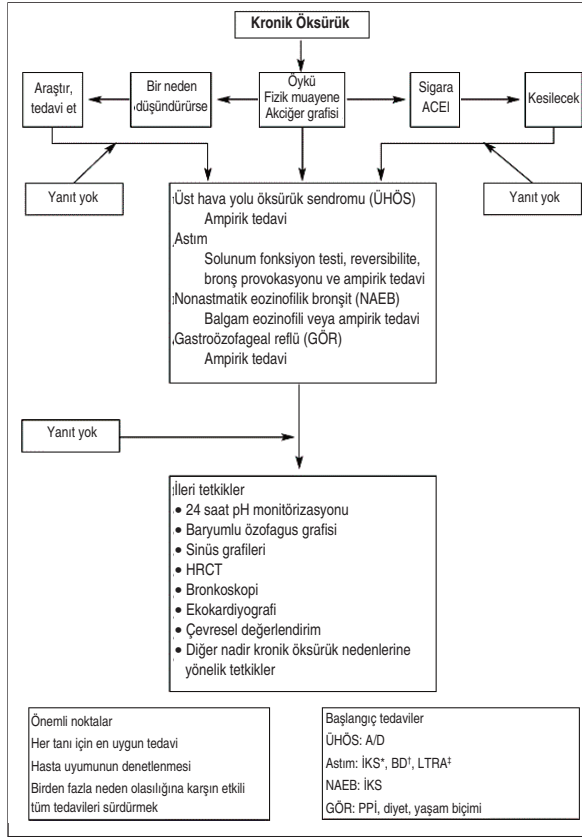 Kronik Öksürük
Araştır,
tedavi et
Bir neden
düşündürürse
Öykü
Fizik muayene
Akciğer grafisi
Sigara
ACEI
Kesilecek
Yanıt yok
Yanıt yok
Üst hava yolu öksürük sendromu (ÜHÖS)
Ampirik tedavi
Astım
Solunum fonksiyon testi, reversibilite,
bronş provokasyonu ve ampirik tedavi
Nonastmatik eozinofilik bronşit (NAEB)
Balgam eozinofili veya ampirik tedavi
Gastroözofageal reflü (GÖR)
Ampirik tedavi
Yanıt yok
İleri tetkikler
• 24 saat pH monitörizasyonu
• Baryumlu özofagus grafisi
• Sinüs grafileri
• HRCT
• Bronkoskopi
• Ekokardiyografi
• Çevresel değerlendirim
• Diğer nadir kronik öksürük nedenlerine
yönelik tetkikler
Önemli noktalar
Her tanı için en uygun tedavi
Hasta uyumunun denetlenmesi
Birden fazla neden olasılığına karşın etkili
tüm tedavileri sürdürmek
Başlangıç tedaviler
ÜHÖS: A/D
Astım: İKS*, BD†, LTRA‡
NAEB: İKS
GÖR: PPİ, diyet, yaşam biçimi